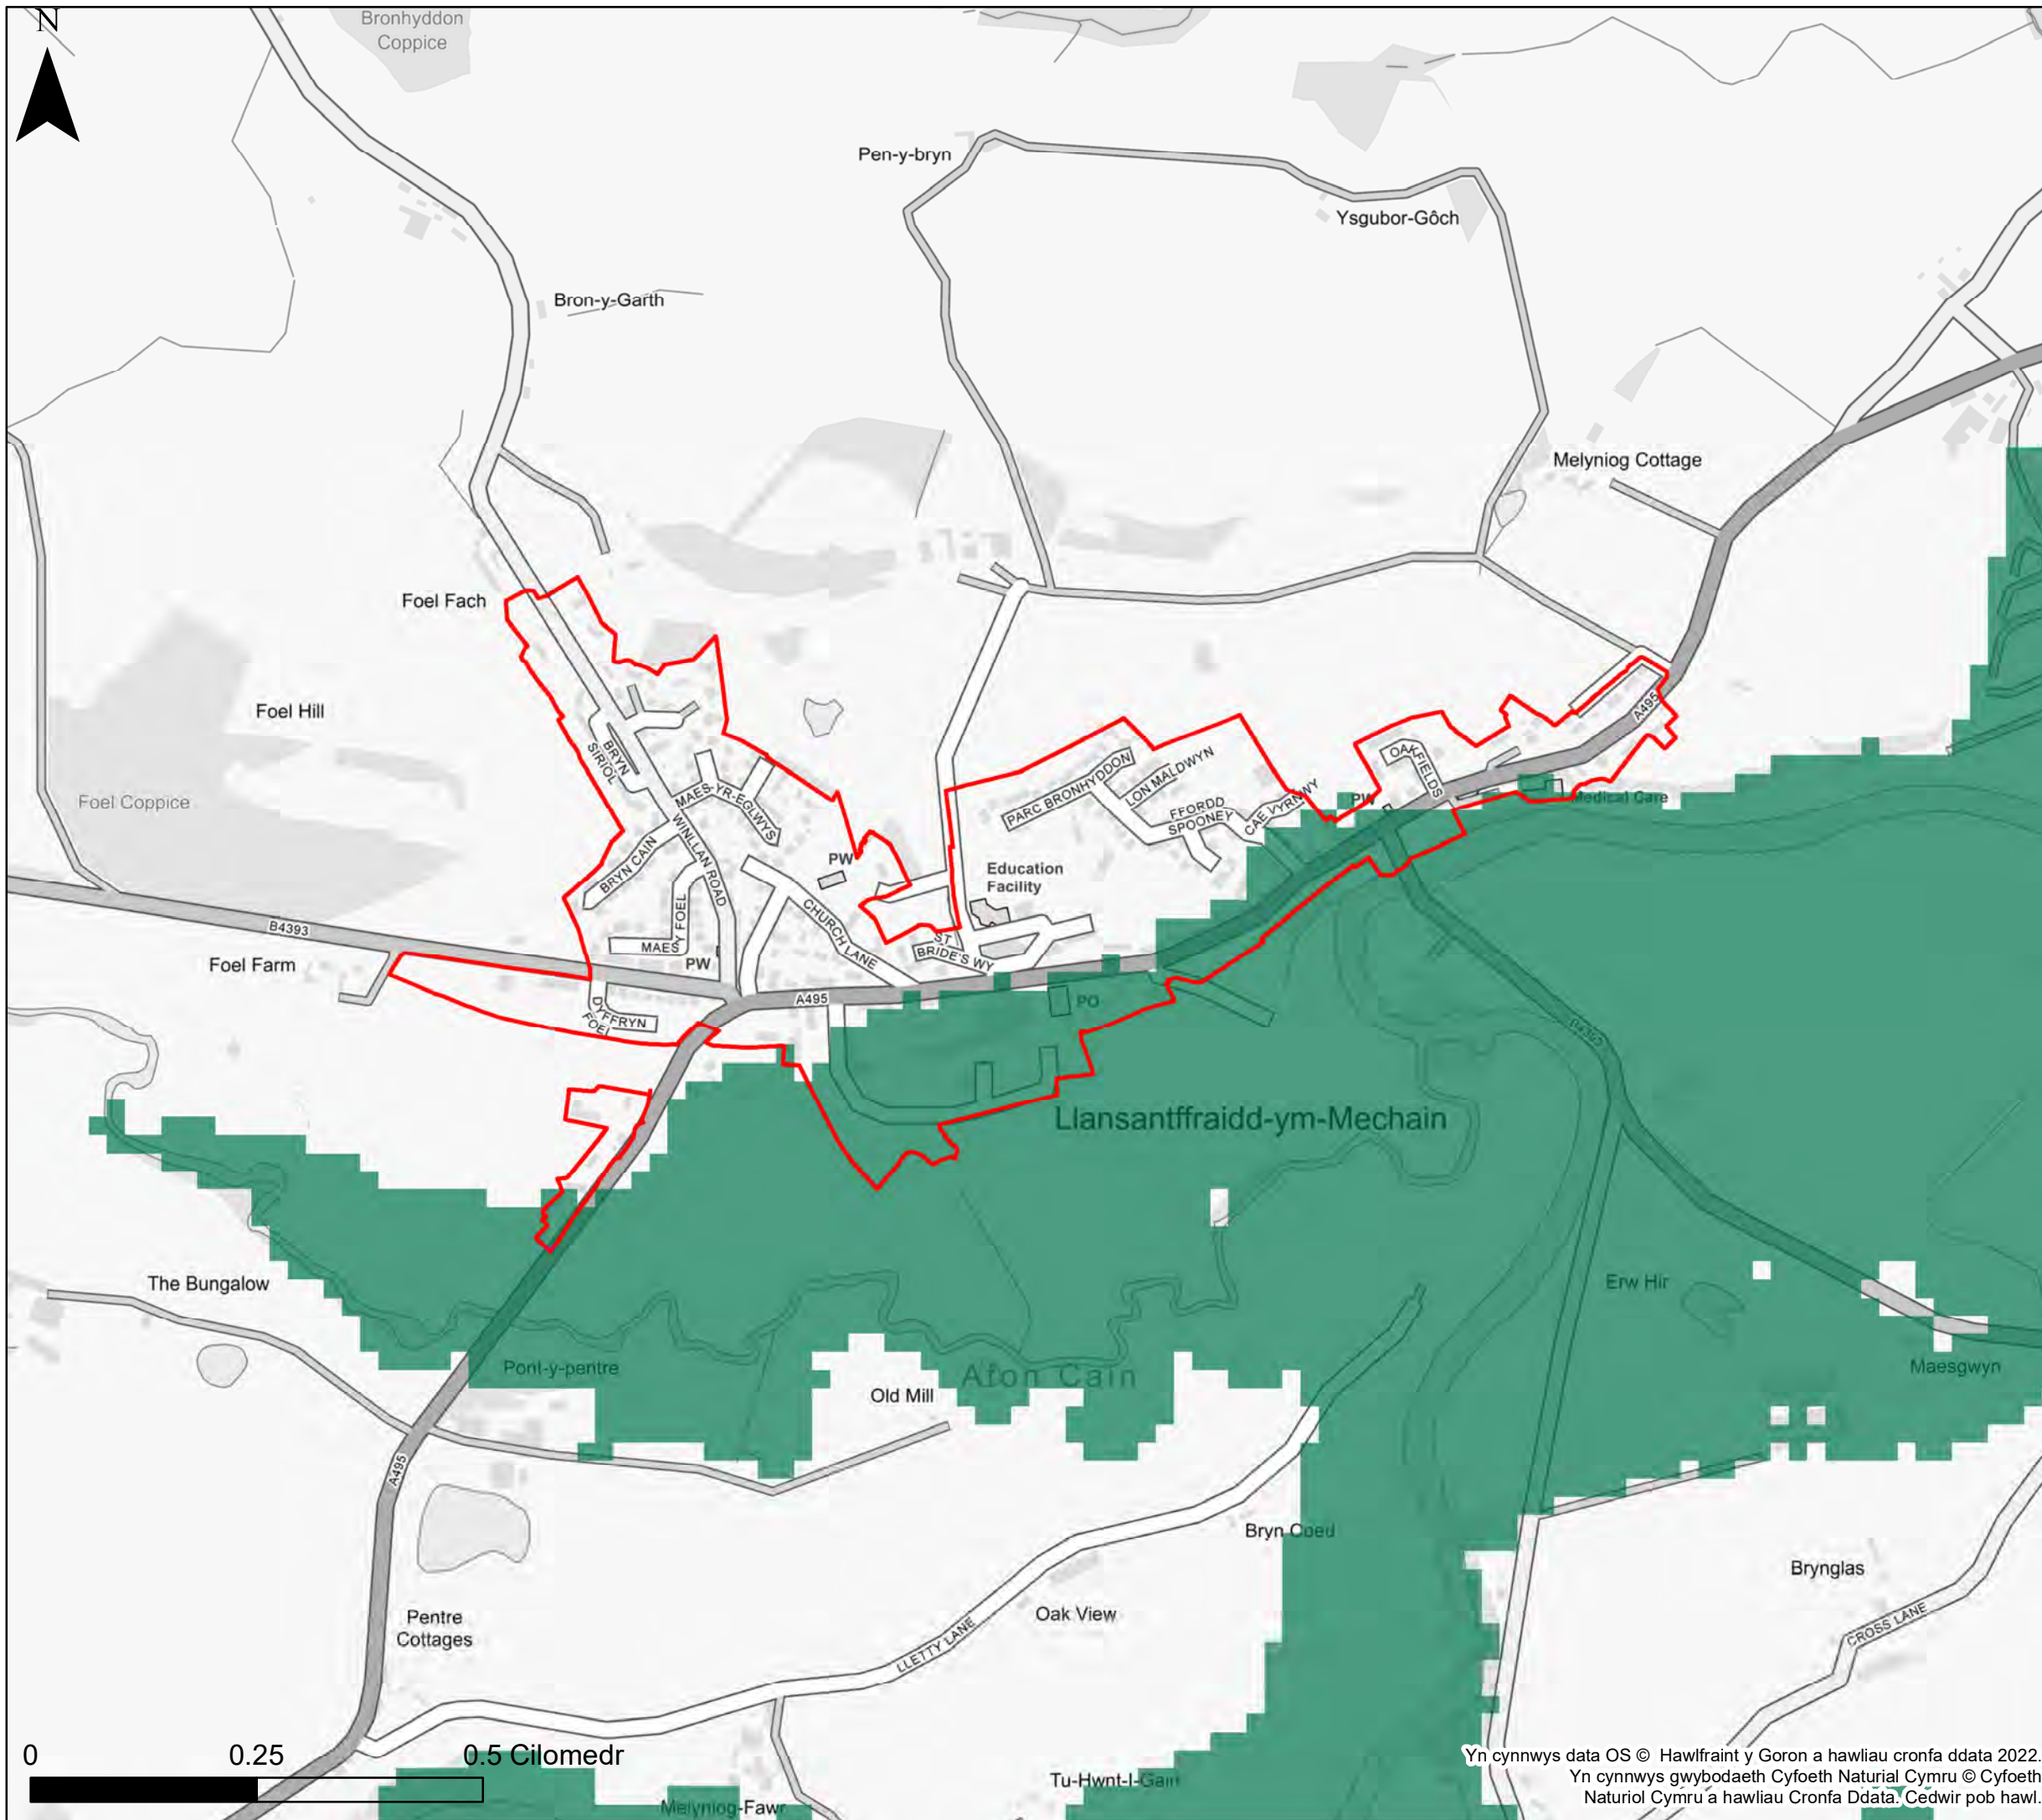 N
Bronhyddon
Coppice
Pen-y-bryn
Ysgubor-Gôch
Bron-y-Garth
Melyniog Cottage
Foel Fach
Foel Hill
A495
BRYN
SIRIOL
PARC BRONHYDDON
LON MALDWYN
OAKFIELDS
Foel Coppice
MAES-YR-EGLWYS
FFORDD
SPOONEY
CAE VYRNWY
PW
Medical Care
WINLLAN ROAD
BRYN CAIN
PW
Education
Facility
B4393
MAES Y FOEL
CHURCH LANE
ST
BRIDE'S WY
Foel Farm
PW
A495
PO
DYFFRYN
FOEL
B4393
Llansantffraidd-ym-Mechain
The Bungalow
Erw Hir
Pont-y-pentre
Afon Cain
Maesgwyn
Old Mill
A495
Bryn Coed
Brynglas
Pentre
Cottages
Oak View
LLETTY LANE
CROSS LANE
0 0.25 0.5 Cilomedr
Tu-Hwnt-I-Gain
Melyniog-Fawr
Yn cynnwys data OS © Hawlfraint y Goron a hawliau cronfa ddata 2022.
Yn cynnwys gwybodaeth Cyfoeth Naturial Cymru © Cyfoeth
Naturiol Cymru a hawliau Cronfa Ddata. Cedwir pob hawl.